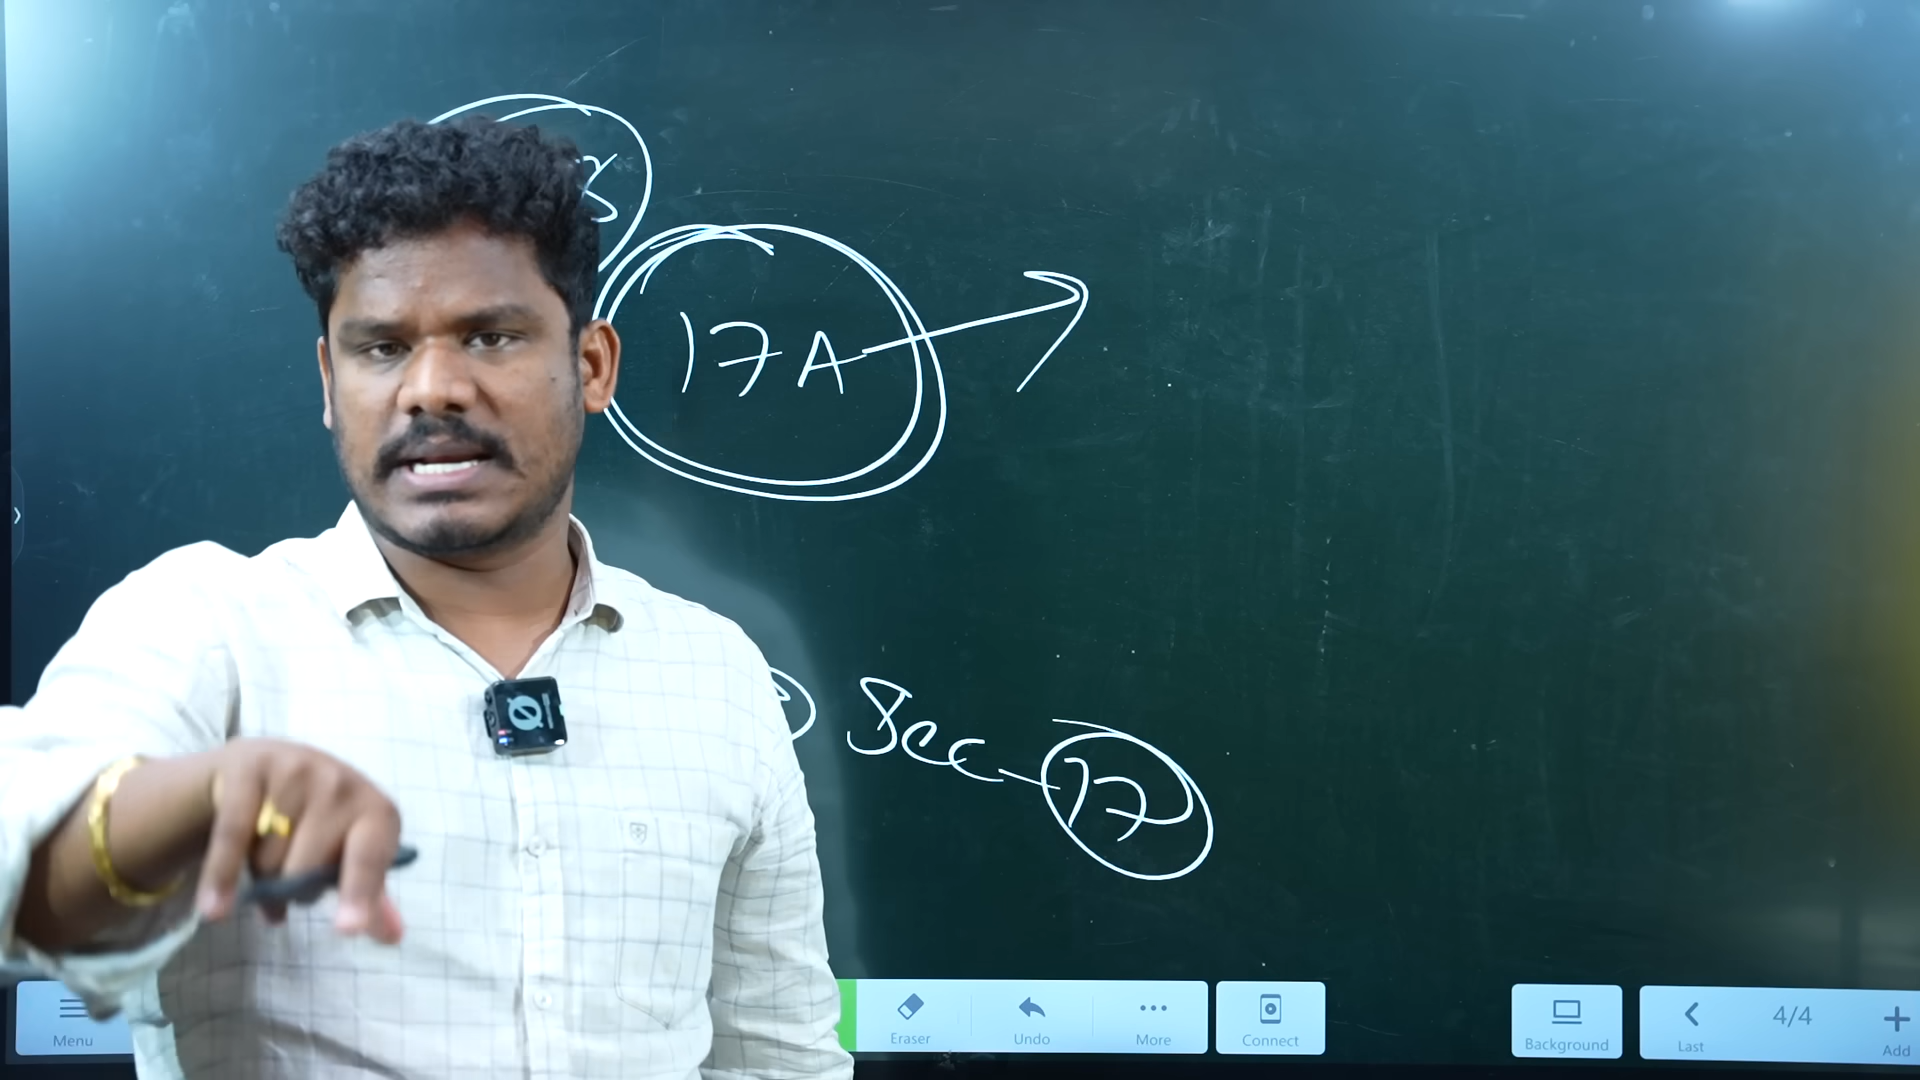 17A
Sec-17
Menu
Eraser
Undo
More
Connect
Background
Last
4/4
Add